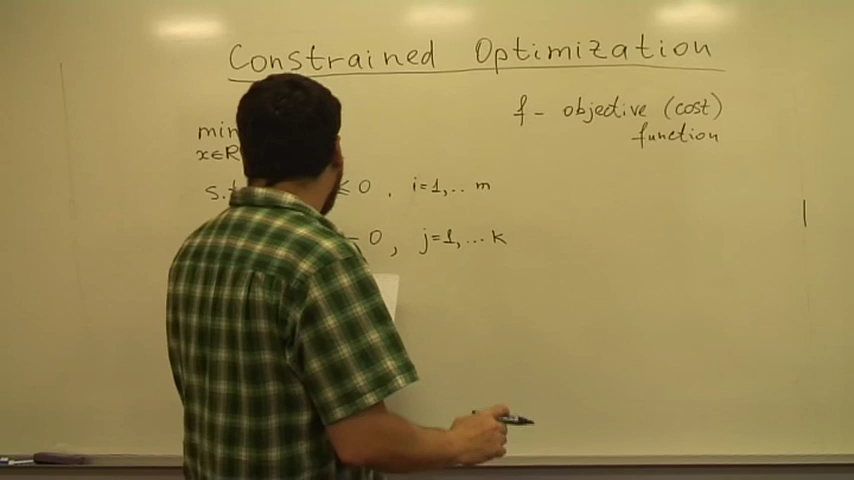 Constrained Optimization
f - objective (cost)
function
min
x∈R
s.t ≤ 0 , i=1,.. m
0 , j=1,... k